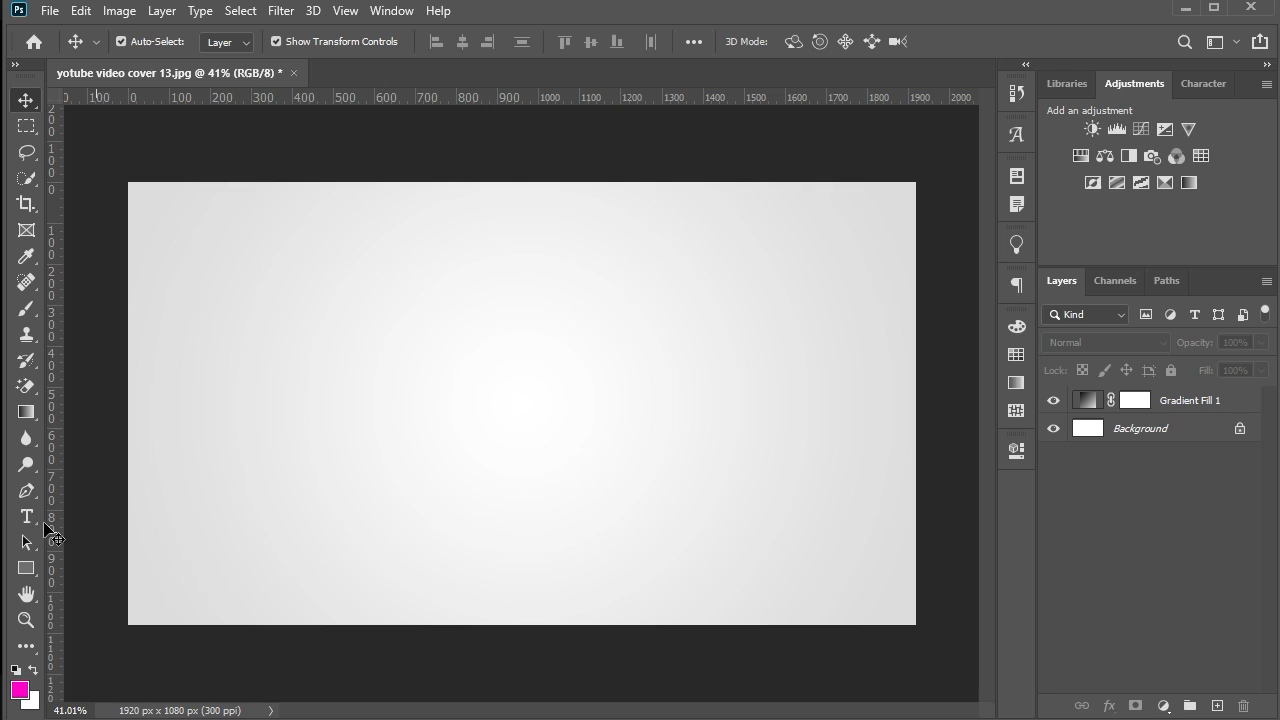 Ps File Edit Image Layer Type Select Filter 3D View Window Help
Auto-Select: Layer Show Transform Controls 3D Mode:
yotube video cover 13.jpg @ 41% (RGB/8) *
0 100 0 100 200 300 400 500 600 700 800 900 1000 1100 1200 1300 1400 1500 1600 1700 1800 1900 2000
Libraries Adjustments Character
Add an adjustment
Layers Channels Paths
Kind
Normal Opacity: 100%
Lock: Fill: 100%
Gradient Fill 1
Background
41.01% 1920 px x 1080 px (300 ppi)